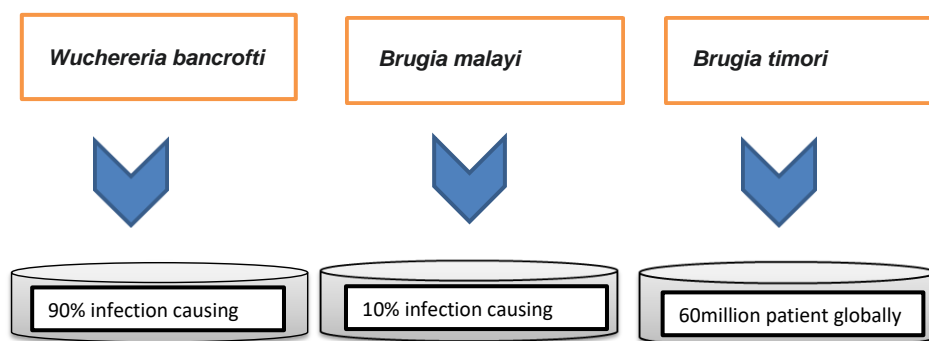 Wuchereria bancrofti
Brugia malayi
Brugia timori
90% infection causing
10% infection causing
60million patient globally